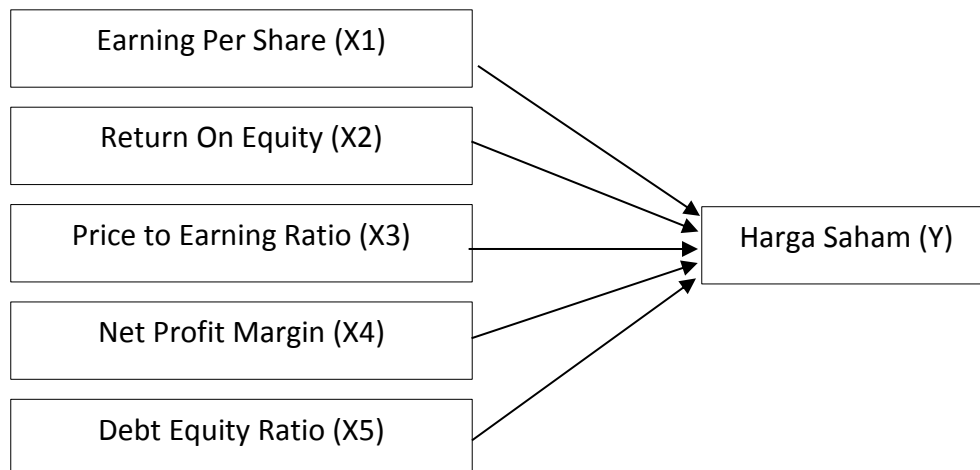 Earning Per Share (X1)
Return On Equity (X2)
Price to Earning Ratio (X3)
Harga Saham (Y)
Net Profit Margin (X4)
Debt Equity Ratio (X5)